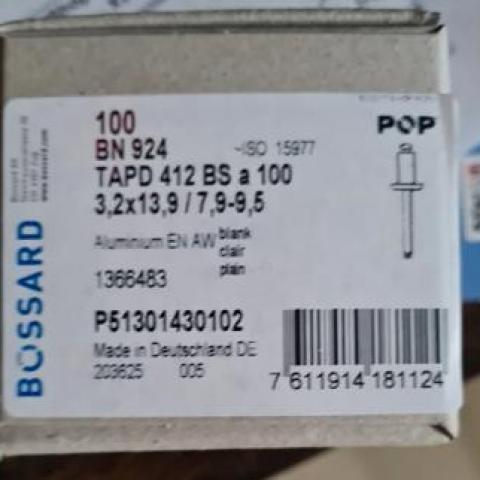 100
BN 924 ~ISO 15977
POP
TAPD 412 BS a 100
3,2x13,9 / 7,9-9,5
Aluminium EN AW blank
clair
plain
1366483
P51301430102
Made in Deutschland DE
203625 005
7 611914 181124
BOSSARD